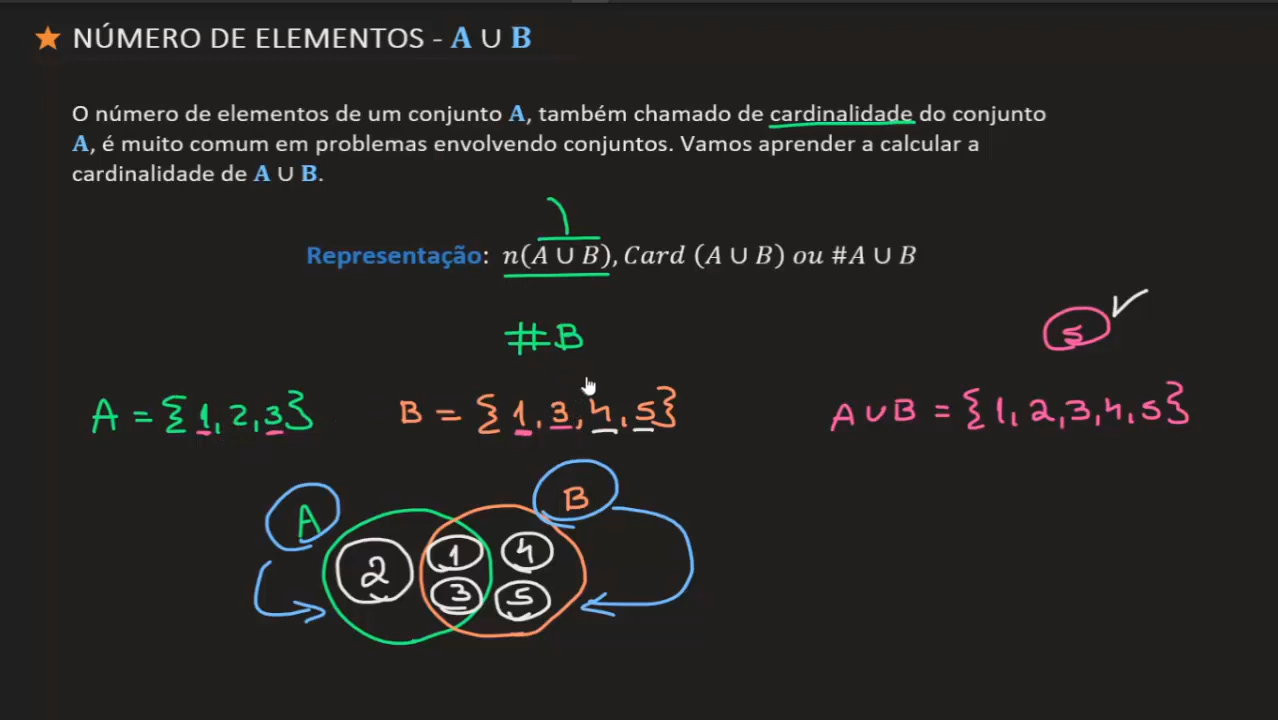 ★ NÚMERO DE ELEMENTOS - A ∪ B
O número de elementos de um conjunto A, também chamado de cardinalidade do conjunto
A, é muito comum em problemas envolvendo conjuntos. Vamos aprender a calcular a
cardinalidade de A ∪ B.
Representação: n(A ∪ B), Card (A ∪ B) ou #A ∪ B
#B
5
A = {1,2,3}
B = {1,3,4,5}
A∪B = {1,2,3,4,5}
A
B
2
1
4
3
5